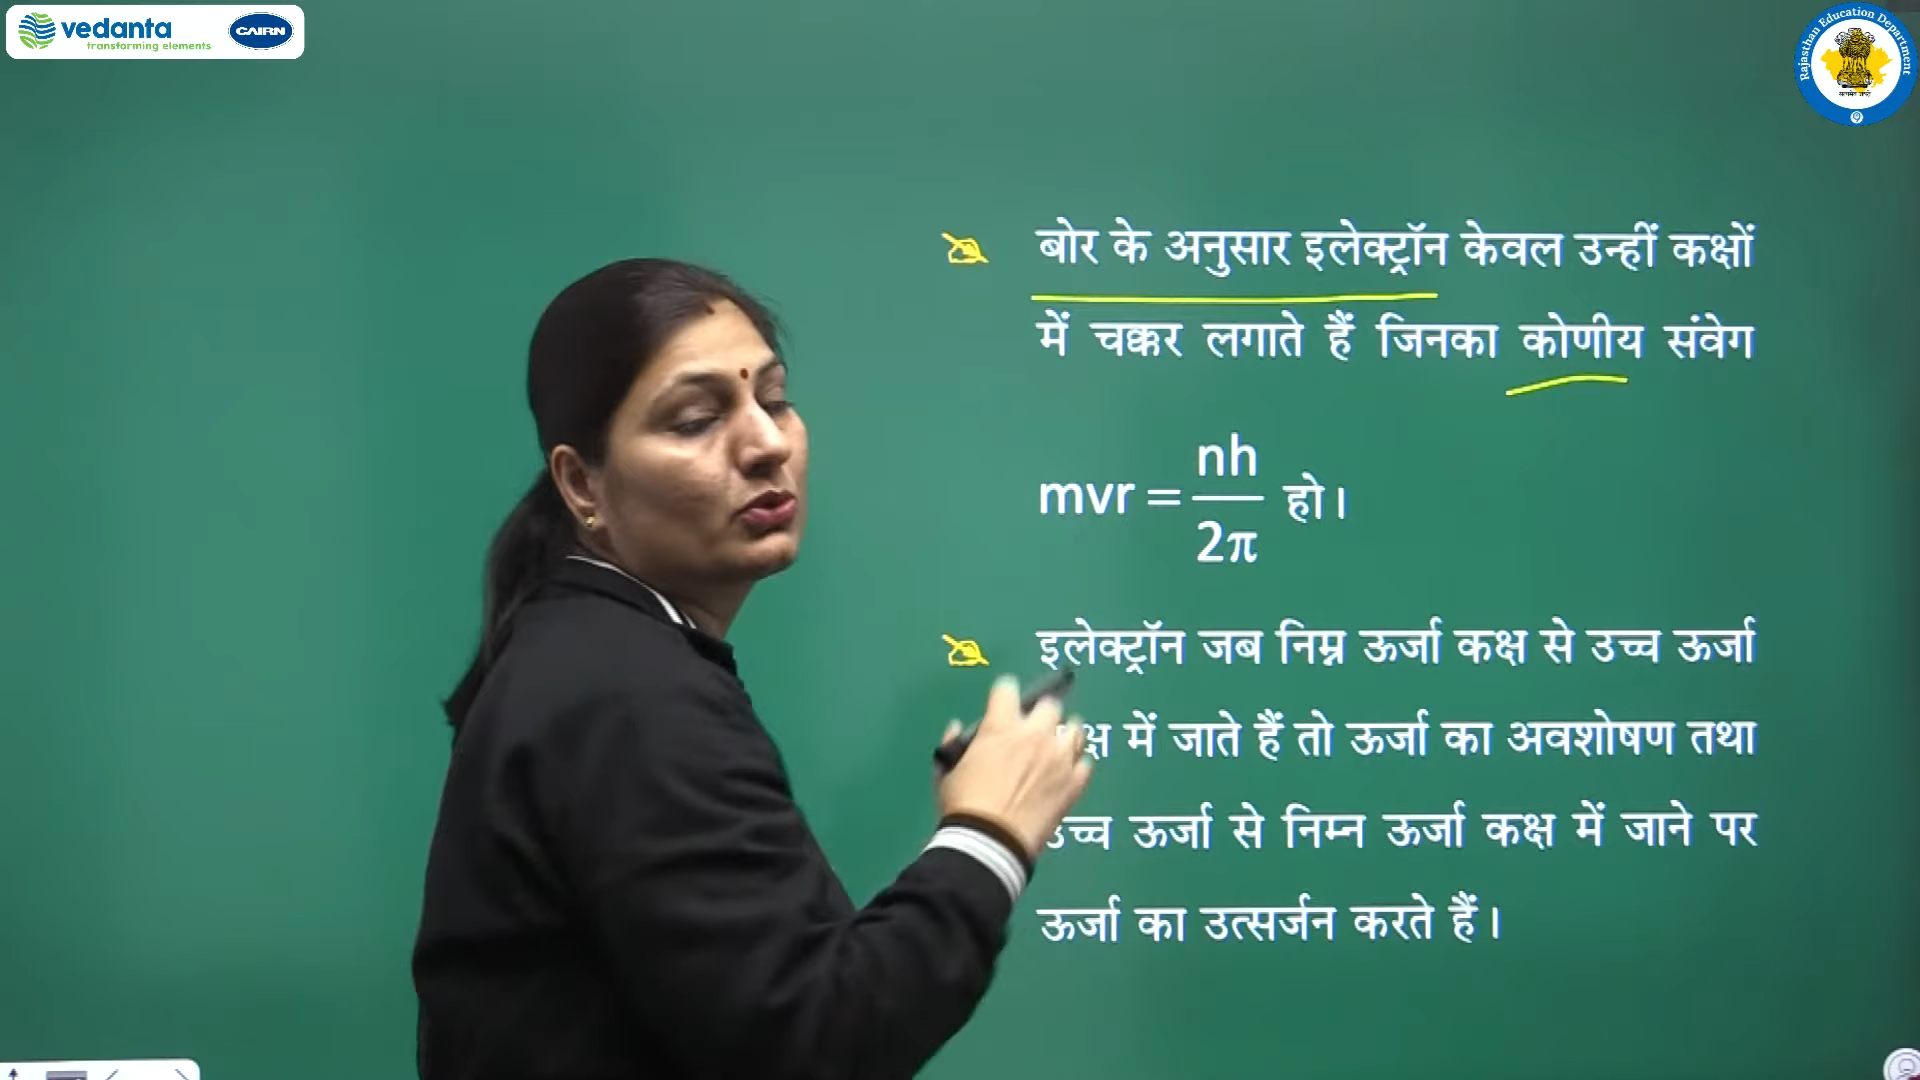 vedanta
transforming elements
CAIRN
Rajasthan Education Department
बोर के अनुसार इलेक्ट्रॉन केवल उन्हीं कक्षों
में चक्कर लगाते हैं जिनका कोणीय संवेग
mvr = nh/2π हो।
इलेक्ट्रॉन जब निम्न ऊर्जा कक्ष से उच्च ऊर्जा
में जाते हैं तो ऊर्जा का अवशोषण तथा
उच्च ऊर्जा से निम्न ऊर्जा कक्ष में जाने पर
ऊर्जा का उत्सर्जन करते हैं।